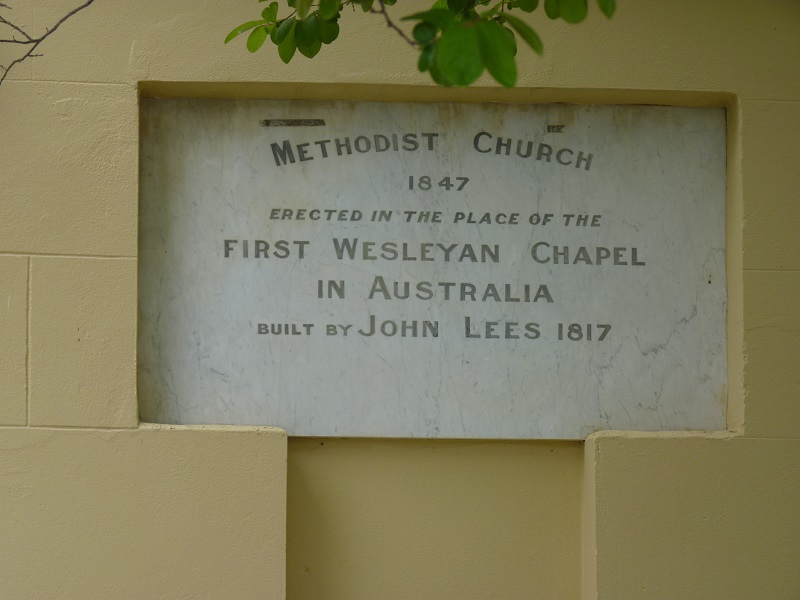 METHODIST CHURCH
1847
ERECTED IN THE PLACE OF THE
FIRST WESLEYAN CHAPEL
IN AUSTRALIA
BUILT BY JOHN LEES 1817